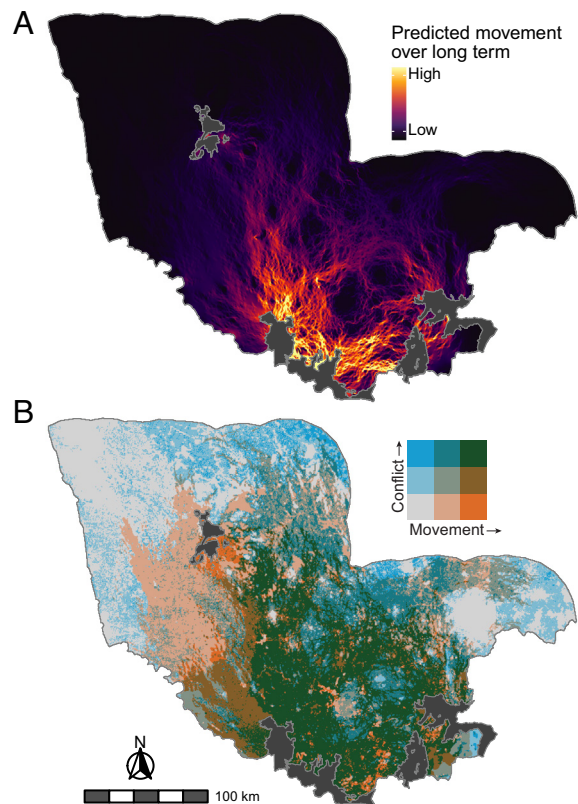 A
Predicted movement
over long term
High
Low
B
Conflict →
Movement →
N
100 km